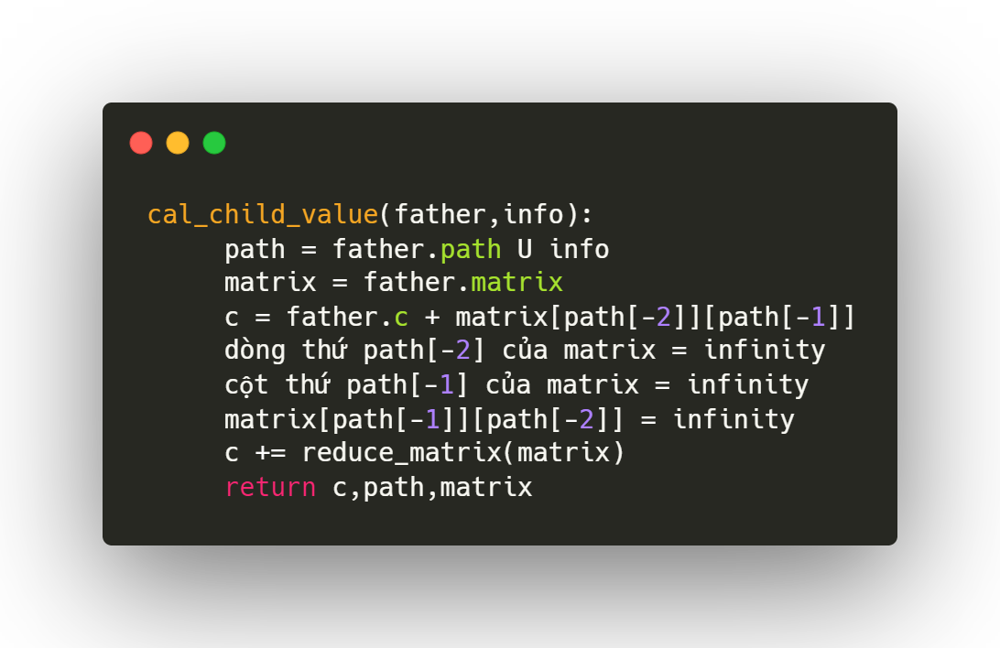 cal_child_value(father,info):
path = father.path U info
matrix = father.matrix
c = father.c + matrix[path[-2]][path[-1]]
dòng thứ path[-2] của matrix = infinity
cột thứ path[-1] của matrix = infinity
matrix[path[-1]][path[-2]] = infinity
c += reduce_matrix(matrix)
return c,path,matrix